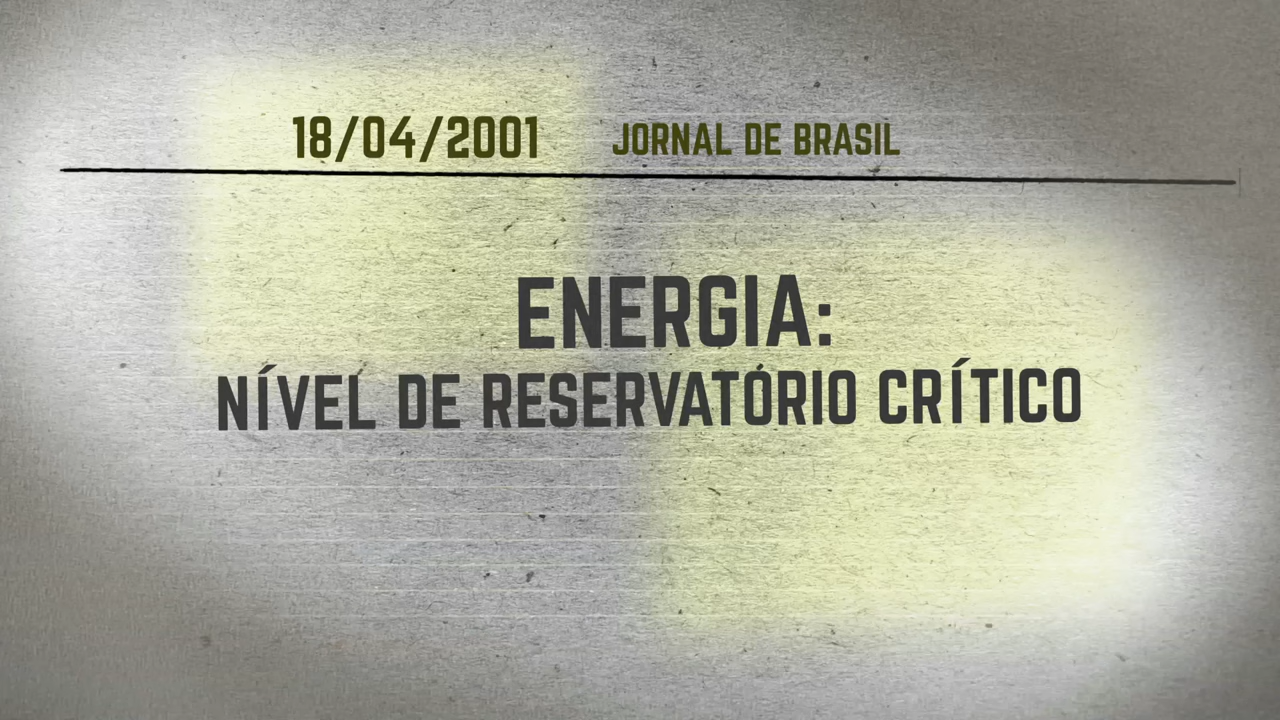 18/04/2001 JORNAL DE BRASIL
ENERGIA:
NÍVEL DE RESERVATÓRIO CRÍTICO